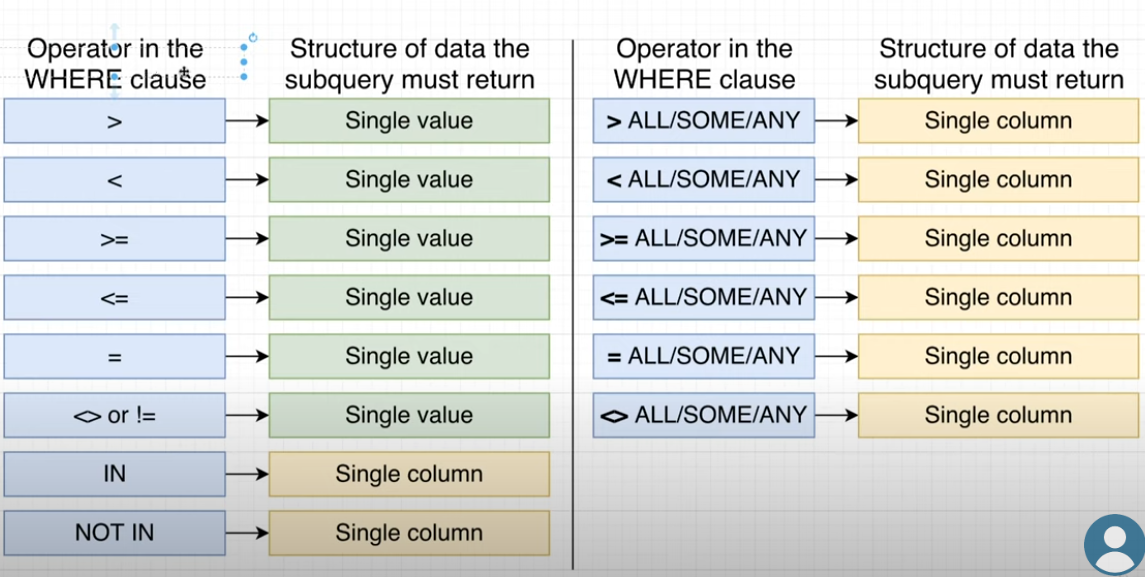 Operator in the
WHERE clause
Structure of data the
subquery must return
>
Single value
<
Single value
>=
Single value
<=
Single value
=
Single value
<> or !=
Single value
IN
Single column
NOT IN
Single column
Operator in the
WHERE clause
Structure of data the
subquery must return
> ALL/SOME/ANY
Single column
< ALL/SOME/ANY
Single column
>= ALL/SOME/ANY
Single column
<= ALL/SOME/ANY
Single column
= ALL/SOME/ANY
Single column
<> ALL/SOME/ANY
Single column